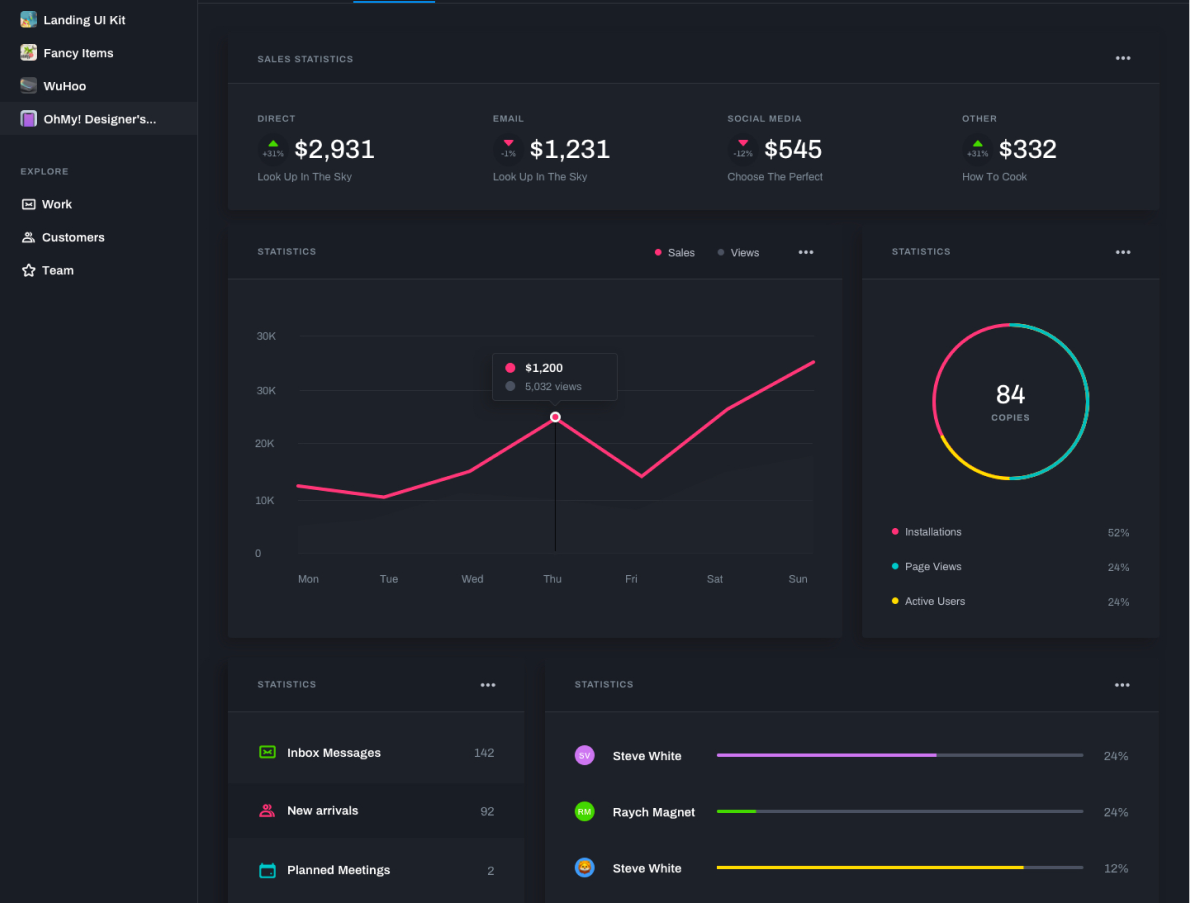 Landing UI Kit
Fancy Items
WuHoo
OhMy! Designer's...
EXPLORE
Work
Customers
Team
SALES STATISTICS
DIRECT
+31% $2,931
Look Up In The Sky
EMAIL
-1% $1,231
Look Up In The Sky
SOCIAL MEDIA
-12% $545
Choose The Perfect
OTHER
+31% $332
How To Cook
STATISTICS
Sales Views
30K
30K
20K
10K
0
$1,200
5,032 views
Mon Tue Wed Thu Fri Sat Sun
STATISTICS
84
COPIES
Installations 52%
Page Views 24%
Active Users 24%
STATISTICS
Inbox Messages 142
New arrivals 92
Planned Meetings 2
STATISTICS
SV Steve White 24%
RM Raych Magnet 24%
Steve White 12%